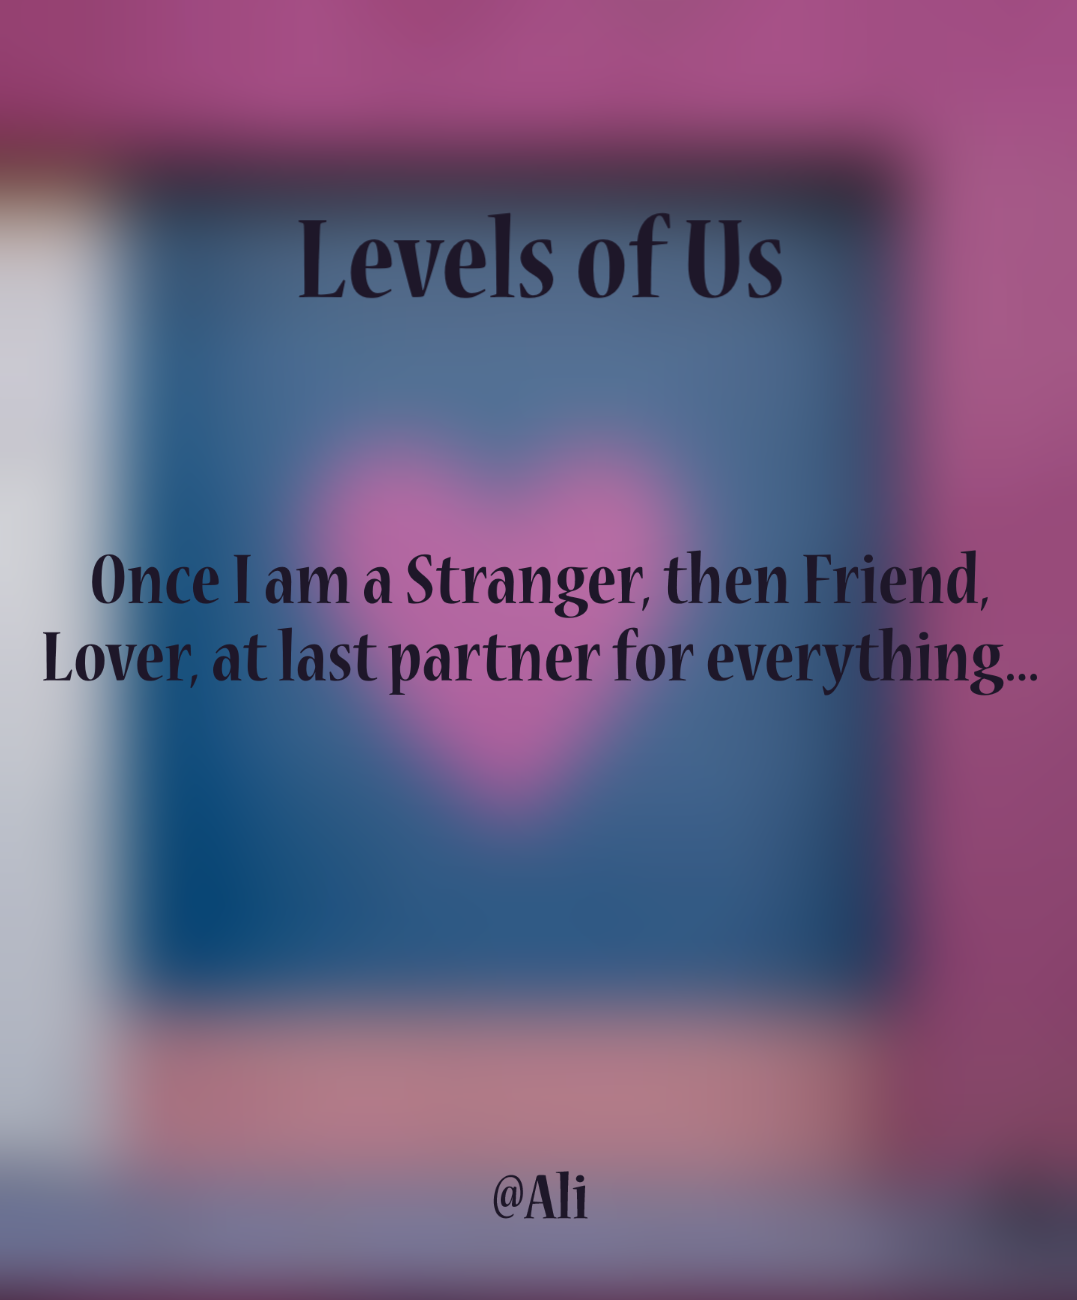 Levels of Us
Once I am a Stranger, then Friend,
Lover, at last partner for everything...
@Ali